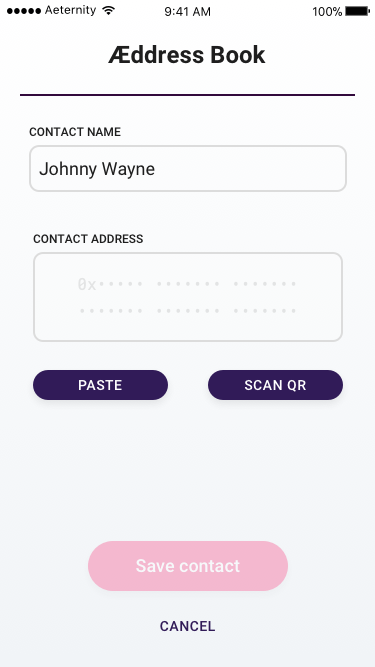 Aeternity 9:41 AM 100%
Æddress Book
CONTACT NAME
Johnny Wayne
CONTACT ADDRESS
0x••••• ••••••• •••••••
••••••• ••••••• •••••••
PASTE SCAN QR
Save contact
CANCEL